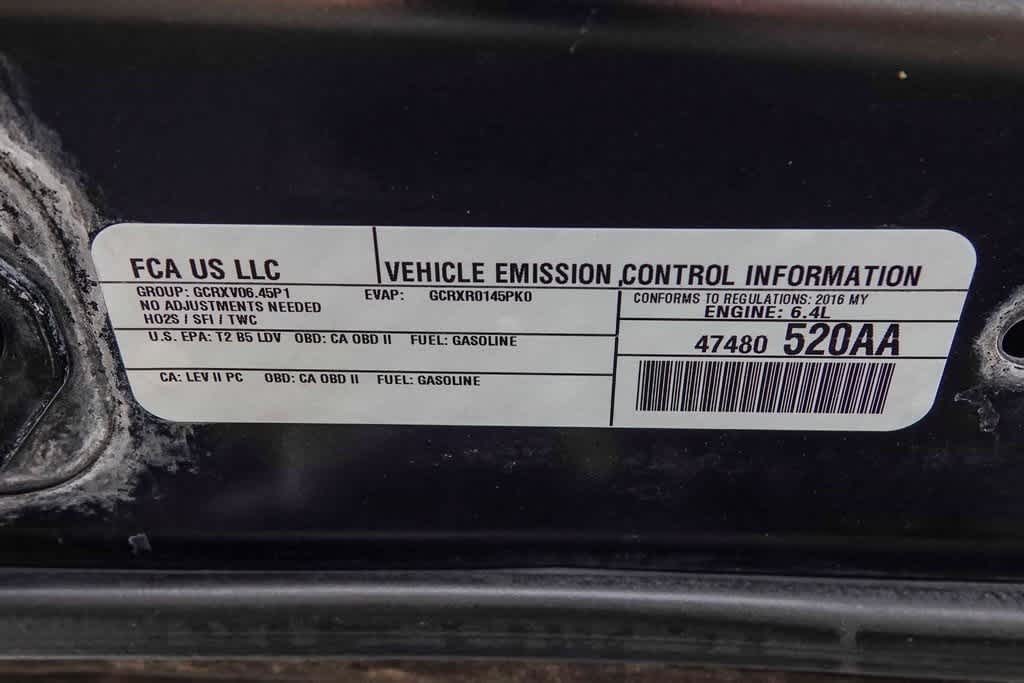 FCA US LLC
VEHICLE EMISSION CONTROL INFORMATION
GROUP: GCRXV06.45P1
EVAP: GCRXR0145PK0
NO ADJUSTMENTS NEEDED
HO2S / SFI / TWC
CONFORMS TO REGULATIONS: 2016 MY
ENGINE: 6.4L
U.S. EPA: T2 B5 LDV OBD: CA OBD II FUEL: GASOLINE
47480 520AA
CA: LEV II PC OBD: CA OBD II FUEL: GASOLINE